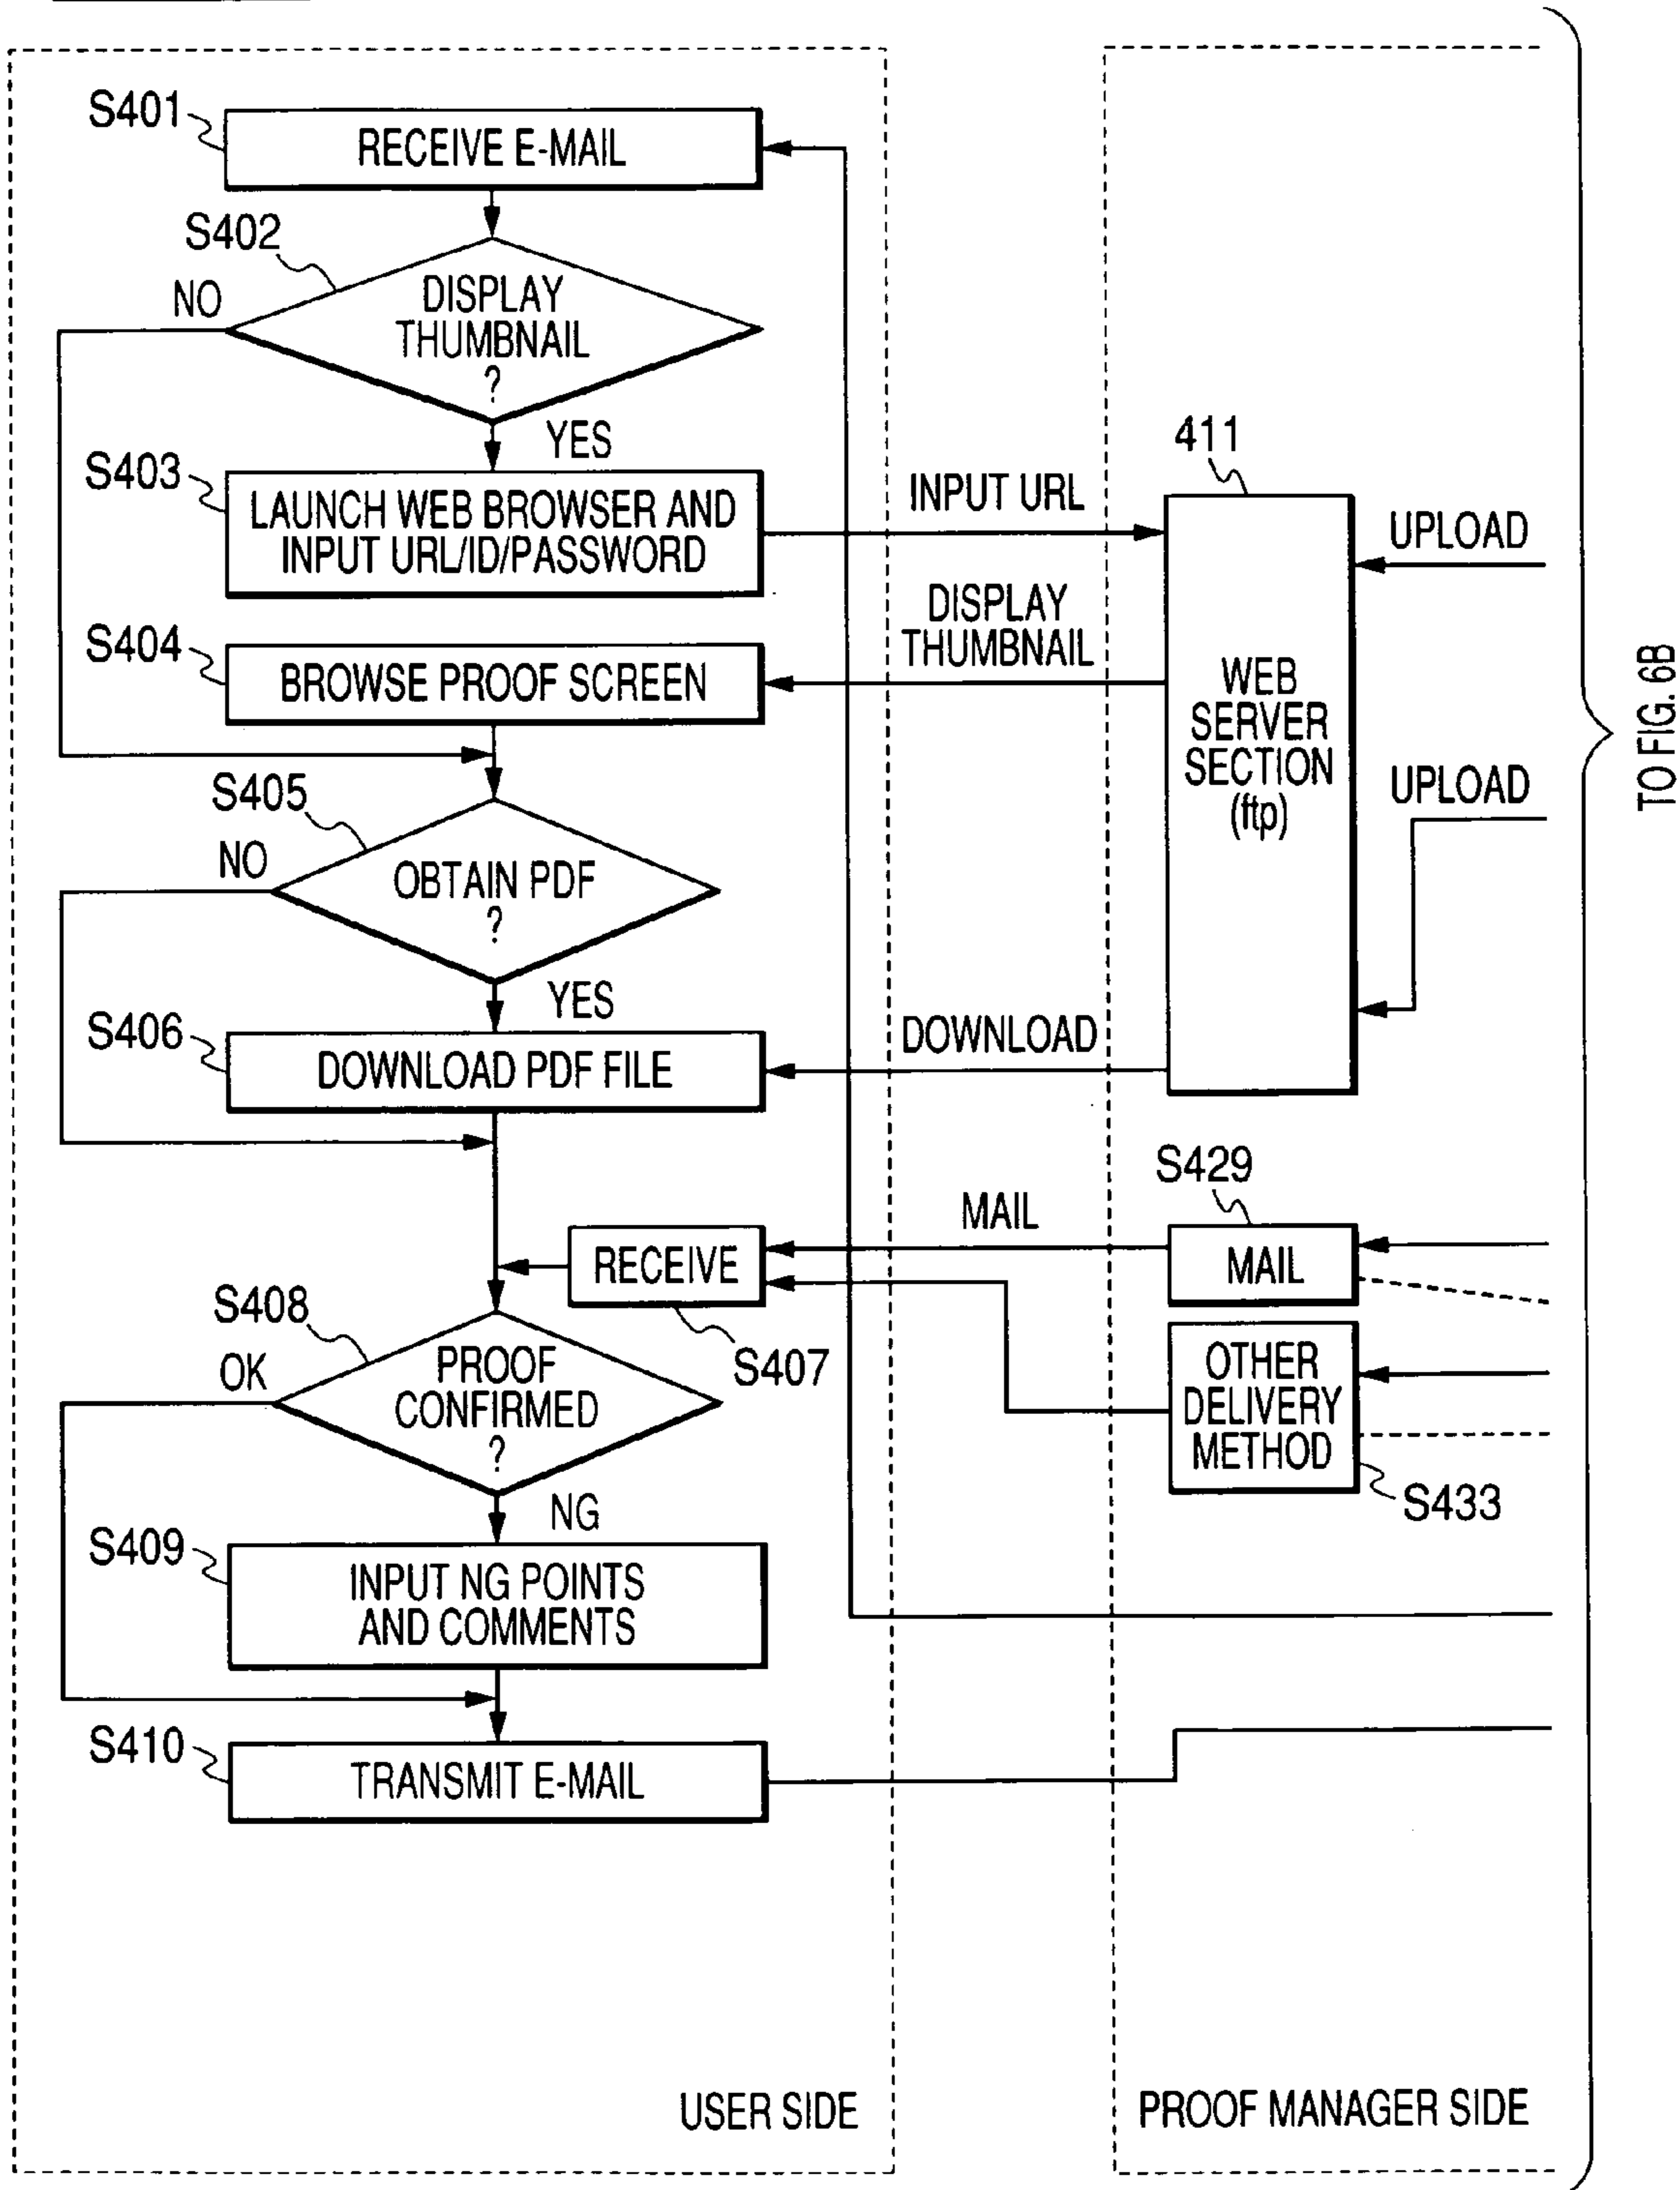 S401
RECEIVE E-MAIL
S402
NO
DISPLAY
THUMBNAIL
?
YES
S403
LAUNCH WEB BROWSER AND
INPUT URL/ID/PASSWORD
INPUT URL
411
UPLOAD
DISPLAY
THUMBNAIL
S404
BROWSE PROOF SCREEN
WEB
SERVER
SECTION
(ftp)
UPLOAD
TO FIG. 6B
S405
NO
OBTAIN PDF
?
YES
S406
DOWNLOAD PDF FILE
DOWNLOAD
S429
MAIL
MAIL
RECEIVE
S407
S408
OK
PROOF
CONFIRMED
?
NG
OTHER
DELIVERY
METHOD
S433
S409
INPUT NG POINTS
AND COMMENTS
S410
TRANSMIT E-MAIL
USER SIDE
PROOF MANAGER SIDE